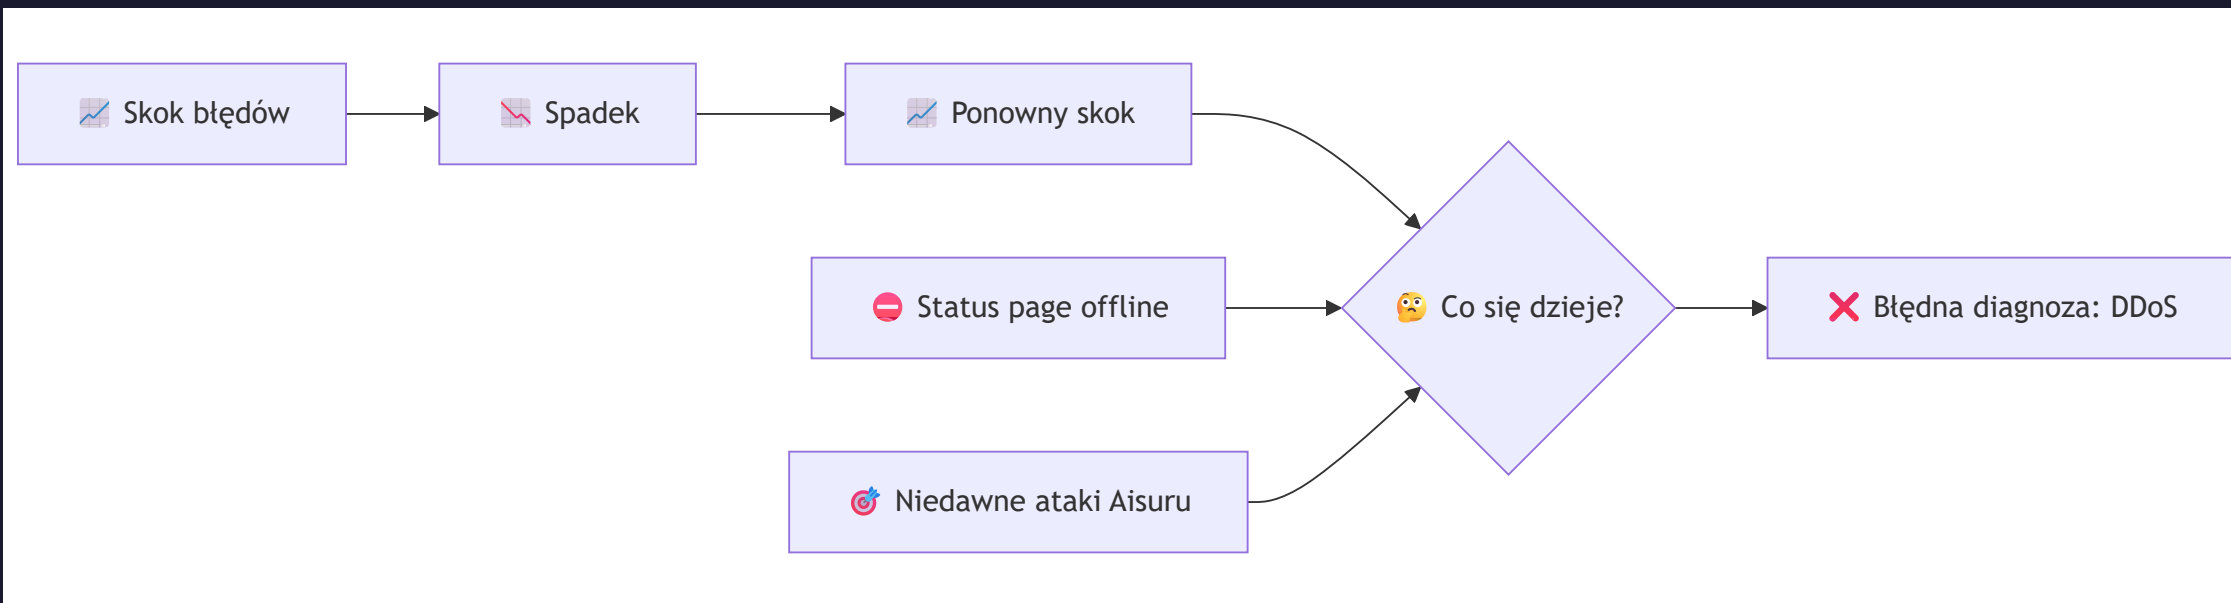 📈 Skok błędów
📉 Spadek
📈 Ponowny skok
⛔ Status page offline
🤔 Co się dzieje?
❌ Błędna diagnoza: DDoS
🎯 Niedawne ataki Aisuru